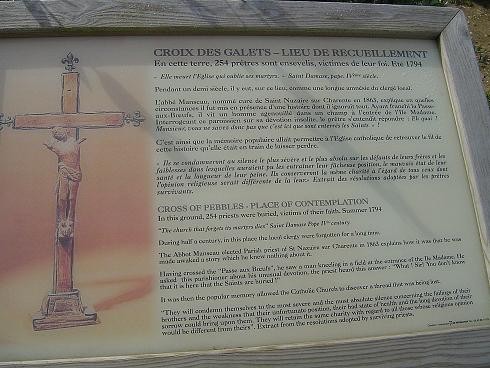 CROIX DES GALETS – LIEU DE RECUEILLEMENT
En cette terre, 254 prêtres sont ensevelis, victimes de leur foi. Eté 1794
« Elle meurt l'Eglise qui oublie ses martyrs. » Saint Damase, pape, IVème siècle.
Pendant un demi siècle, il y eut, sur ce lieu, comme une longue amnésie du clergé local.
L'abbé Manseau, nommé curé de Saint Nazaire sur Charente en 1863, explique en quelles
circonstances il fut mis en présence d'une histoire dont il ignorait tout. Ayant franchi la Passe-
aux-Bœufs, il vit un homme agenouillé dans un champ à l'entrée de l'Ile Madame.
Interrogeant ce paroissien sur sa dévotion insolite, le prêtre s'entendit répondre : « Eh quoi !
Monsieur, vous ne savez donc pas que c'est ici que sont enterrés les Saints. » !
C'est ainsi que la mémoire populaire allait permettre à l'Eglise catholique de retrouver le fil de
cette histoire qu'elle était en train de laisser perdre.
« Ils se condamneront au silence le plus sévère et le plus absolu sur les défauts de leurs frères et les
faiblesses dans lesquelles auraient pu les entraîner leur fâcheuse position, le mauvais état de leur
santé et la longueur de leur peine. Ils conserveront la même charité à l'égard de tous ceux dont
l'opinion religieuse serait différente de la leur.» Extrait des résolutions adoptées par les prêtres
survivants.
CROSS OF PEBBLES - PLACE OF CONTEMPLATION
In this ground, 254 priests were buried, victims of their faith. Summer 1794
"The church that forgets its martyrs dies" Saint Damase Pope IVth century
During half a century, in this place the local clergy were forgotten for a long time.
The Abbot Manseau elected Parish priest of St Nazaire sur Charente in 1863 explains how it was that he was
made awaked a story which he knew nothing about it.
Having crossed the "Passe aux Bœufs", he saw a man kneeling in a field at the entrance of the Ile Madame. He
asked this parishioner about his unusual devotion, the priest heard this answer : "What ! Sir! You don't know
that it is here that the Saints are buried !"
It was then the popular memory allowed the Catholic Church to discover a thread that was being lost.
"They will condemn themselves to the most severe and the most absolute silence concerning the failings of their
brothers and the weakness that their unfortunate position, their bad state of health and the long devotion of their
sorrow could bring upon them. They will retain the same charity with regard to all those whose religious opinion
would be different from theirs". Extract from the resolutions adopted by surviving priests.